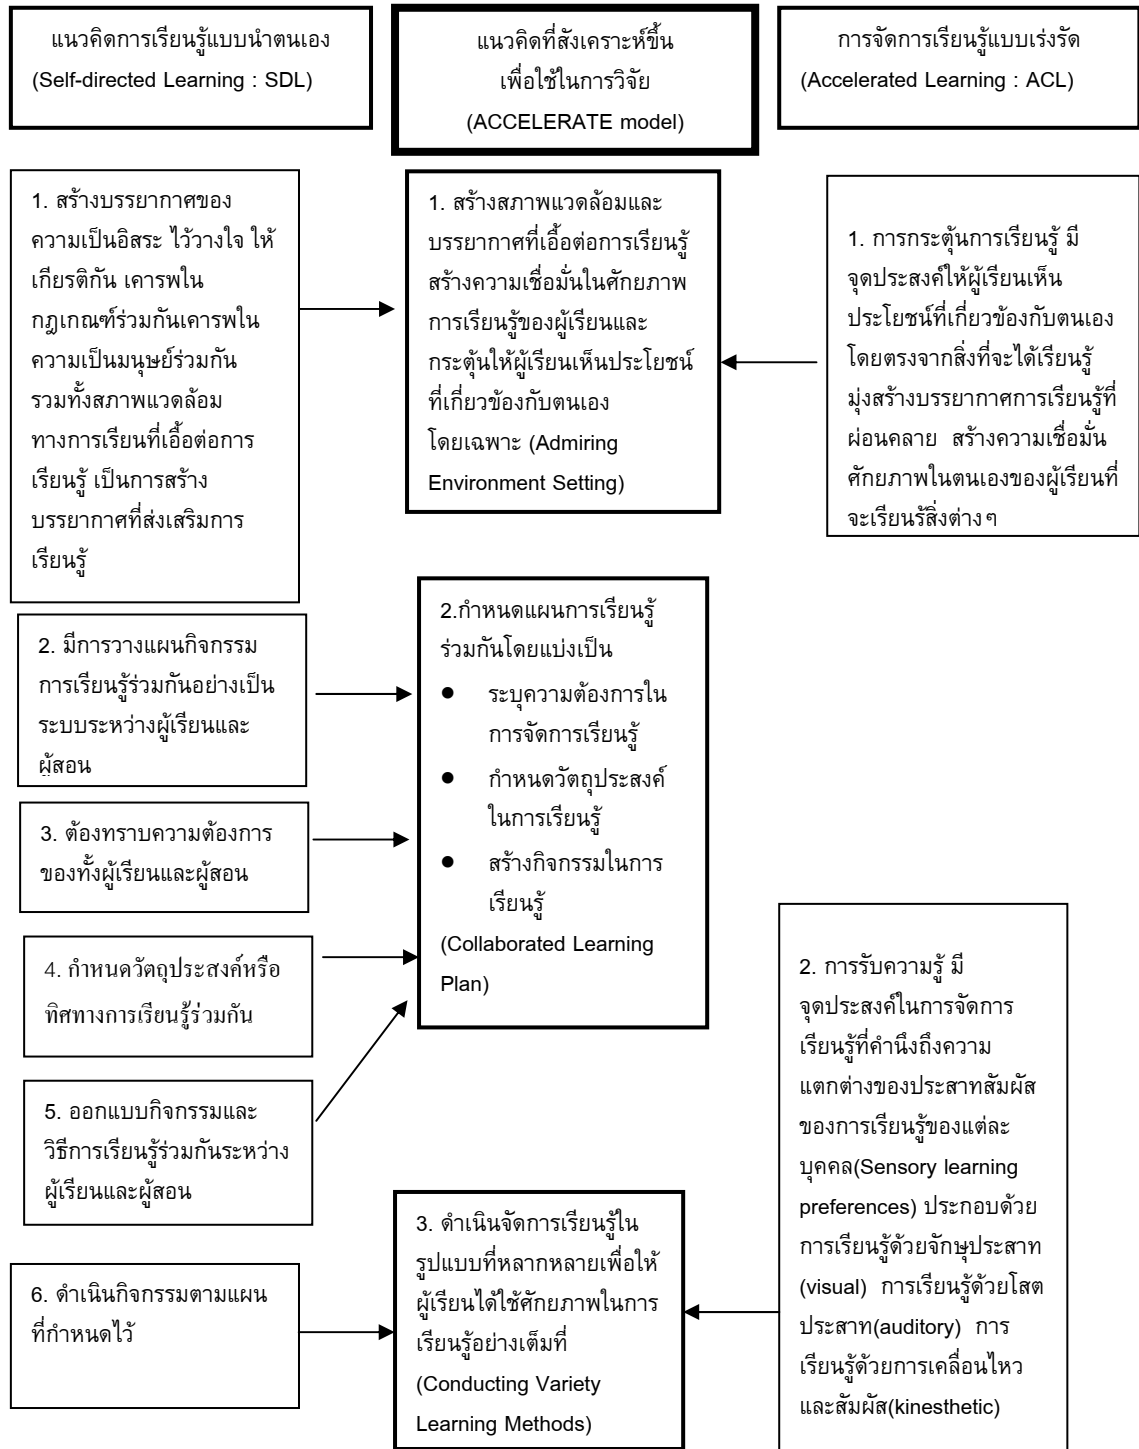 แนวคิดการเรียนรู้แบบนำตนเอง
(Self-directed Learning : SDL)
แนวคิดที่สังเคราะห์ขึ้น
เพื่อใช้ในการวิจัย
(ACCELERATE model)
การจัดการเรียนรู้แบบเร่งรัด
(Accelerated Learning : ACL)
1. สร้างบรรยากาศของ
ความเป็นอิสระ ไว้วางใจ ให้
เกียรติกัน เคารพใน
กฎเกณฑ์ร่วมกันเคารพใน
ความเป็นมนุษย์ร่วมกัน
รวมทั้งสภาพแวดล้อม
ทางการเรียนที่เอื้อต่อการ
เรียนรู้ เป็นการสร้าง
บรรยากาศที่ส่งเสริมการ
เรียนรู้
1. สร้างสภาพแวดล้อมและ
บรรยากาศที่เอื้อต่อการเรียนรู้
สร้างความเชื่อมั่นในศักยภาพ
การเรียนรู้ของผู้เรียนและ
กระตุ้นให้ผู้เรียนเห็นประโยชน์
ที่เกี่ยวข้องกับตนเอง
โดยเฉพาะ (Admiring
Environment Setting)
1. การกระตุ้นการเรียนรู้ มี
จุดประสงค์ให้ผู้เรียนเห็น
ประโยชน์ที่เกี่ยวข้องกับตนเอง
โดยตรงจากสิ่งที่จะได้เรียนรู้
มุ่งสร้างบรรยากาศการเรียนรู้ที่
ผ่อนคลาย สร้างความเชื่อมั่น
ศักยภาพในตนเองของผู้เรียนที่
จะเรียนรู้สิ่งต่างๆ
2. มีการวางแผนกิจกรรม
การเรียนรู้ร่วมกันอย่างเป็น
ระบบระหว่างผู้เรียนและ
ผู้สอน
3. ต้องทราบความต้องการ
ของทั้งผู้เรียนและผู้สอน
4. กำหนดวัตถุประสงค์หรือ
ทิศทางการเรียนรู้ร่วมกัน
5. ออกแบบกิจกรรมและ
วิธีการเรียนรู้ร่วมกันระหว่าง
ผู้เรียนและผู้สอน
2.กำหนดแผนการเรียนรู้
ร่วมกันโดยแบ่งเป็น
● ระบุความต้องการใน
การจัดการเรียนรู้
● กำหนดวัตถุประสงค์
ในการเรียนรู้
● สร้างกิจกรรมในการ
เรียนรู้
(Collaborated Learning
Plan)
2. การรับความรู้ มี
จุดประสงค์ในการจัดการ
เรียนรู้ที่คำนึงถึงความ
แตกต่างของประสาทสัมผัส
ของการเรียนรู้ของแต่ละ
บุคคล(Sensory learning
preferences) ประกอบด้วย
การเรียนรู้ด้วยจักษุประสาท
(visual) การเรียนรู้ด้วยโสต
ประสาท(auditory) การ
เรียนรู้ด้วยการเคลื่อนไหว
และสัมผัส(kinesthetic)
6. ดำเนินกิจกรรมตามแผน
ที่กำหนดไว้
3. ดำเนินจัดการเรียนรู้ใน
รูปแบบที่หลากหลายเพื่อให้
ผู้เรียนได้ใช้ศักยภาพในการ
เรียนรู้อย่างเต็มที่
(Conducting Variety
Learning Methods)